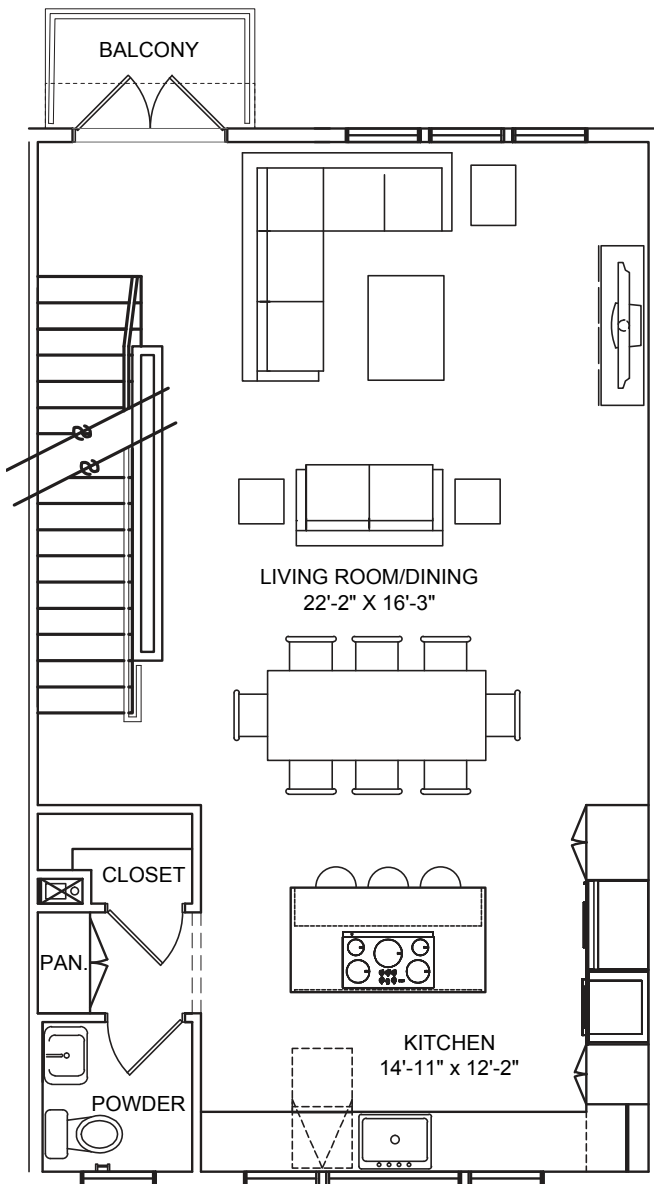 BALCONY
LIVING ROOM/DINING
22'-2" X 16'-3"
CLOSET
PAN.
KITCHEN
14'-11" x 12'-2"
POWDER